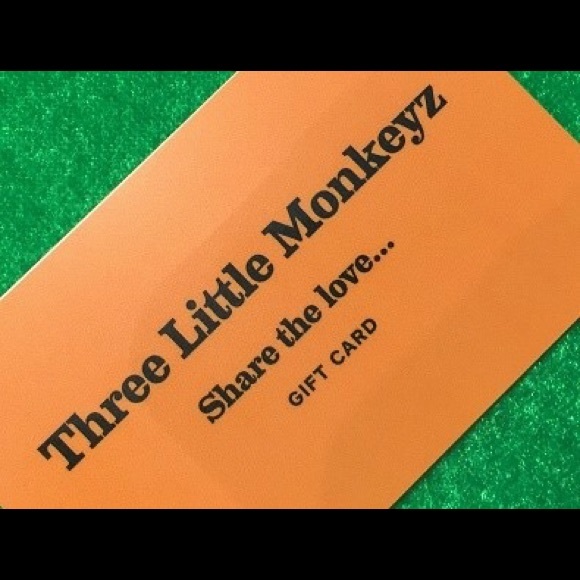 Three Little Monkeyz
Share the love...
GIFT CARD